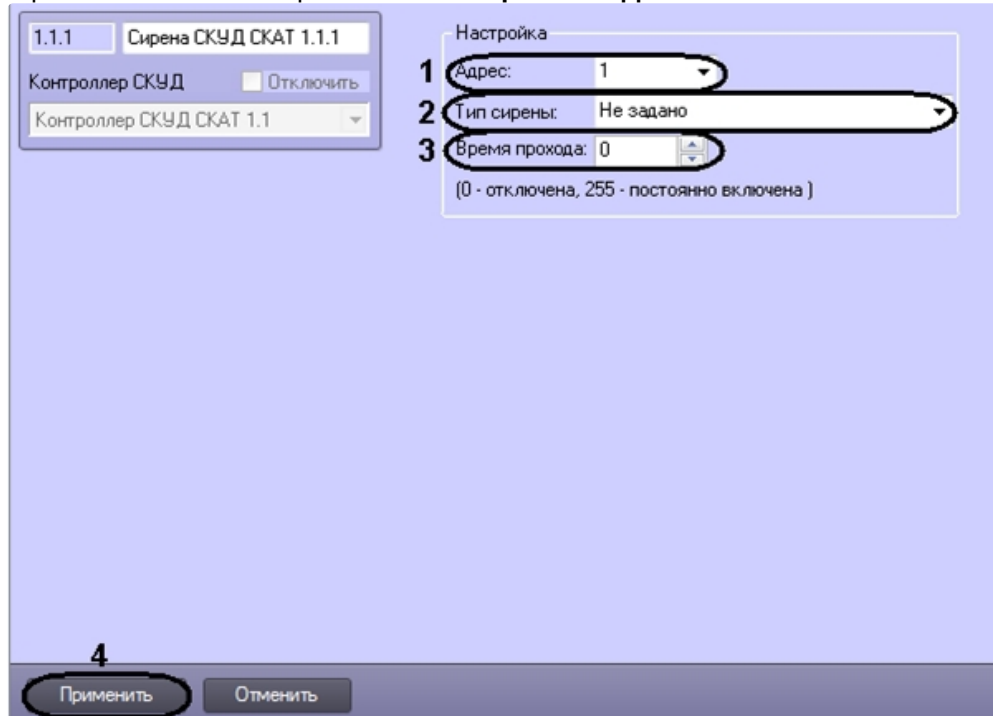 1.1.1 Сирена СКУД СКАТ 1.1.1
Контроллер СКУД Отключить
Контроллер СКУД СКАТ 1.1
Настройка
1 Адрес: 1
2 Тип сирены: Не задано
3 Время прохода: 0
(0 - отключена, 255 - постоянно включена )
4
Применить Отменить